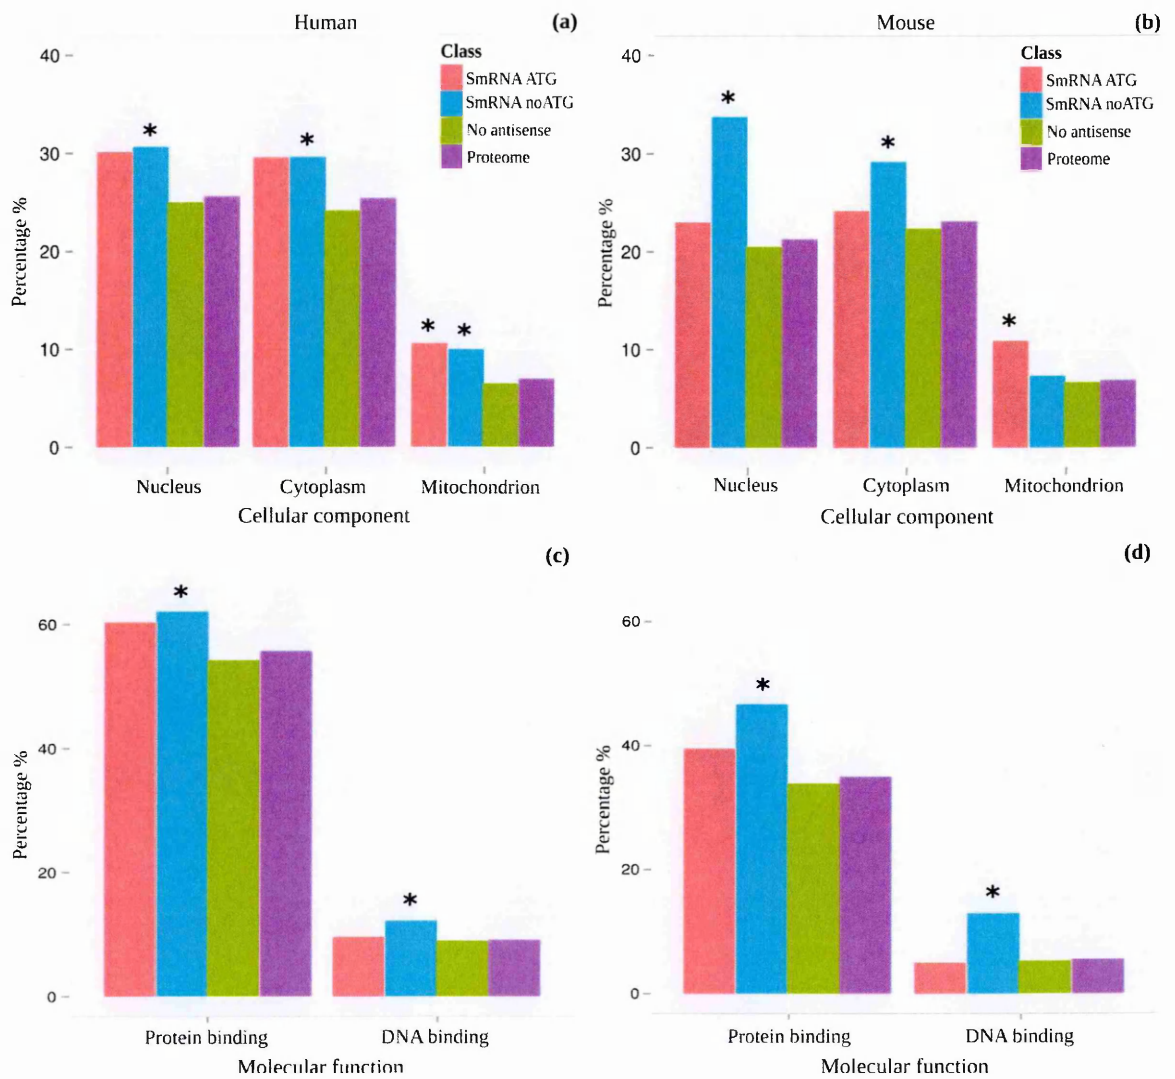 Human (a)
40
30
20
10
0
Percentage %
Class
SmRNA ATG
SmRNA noATG
No antisense
Proteome
*
*
* *
Nucleus Cytoplasm Mitochondrion
Cellular component
Mouse (b)
40
30
20
10
0
Percentage %
Class
SmRNA ATG
SmRNA noATG
No antisense
Proteome
*
*
*
Nucleus Cytoplasm Mitochondrion
Cellular component
(c)
60
40
20
0
Percentage %
*
*
Protein binding DNA binding
Molecular function
(d)
60
40
20
0
Percentage %
*
*
Protein binding DNA binding
Molecular function